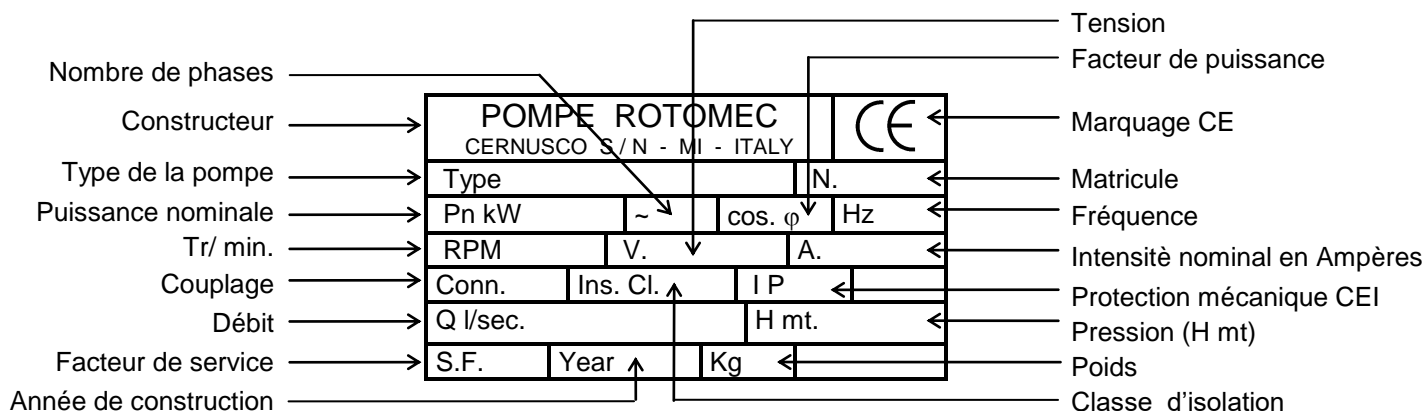 Tension
Facteur de puissance
Nombre de phases
Constructeur
POMPE ROTOMEC
CERNUSCO S / N - MI - ITALY
CE
Marquage CE
Type de la pompe
Type
N.
Matricule
Puissance nominale
Pn kW
~
cos. φ
Hz
Fréquence
Tr/ min.
RPM
V.
A.
Intensitè nominal en Ampères
Couplage
Conn.
Ins. Cl.
I P
Protection mécanique CEI
Débit
Q l/sec.
H mt.
Pression (H mt)
Facteur de service
S.F.
Year
Kg
Poids
Année de construction
Classe d'isolation